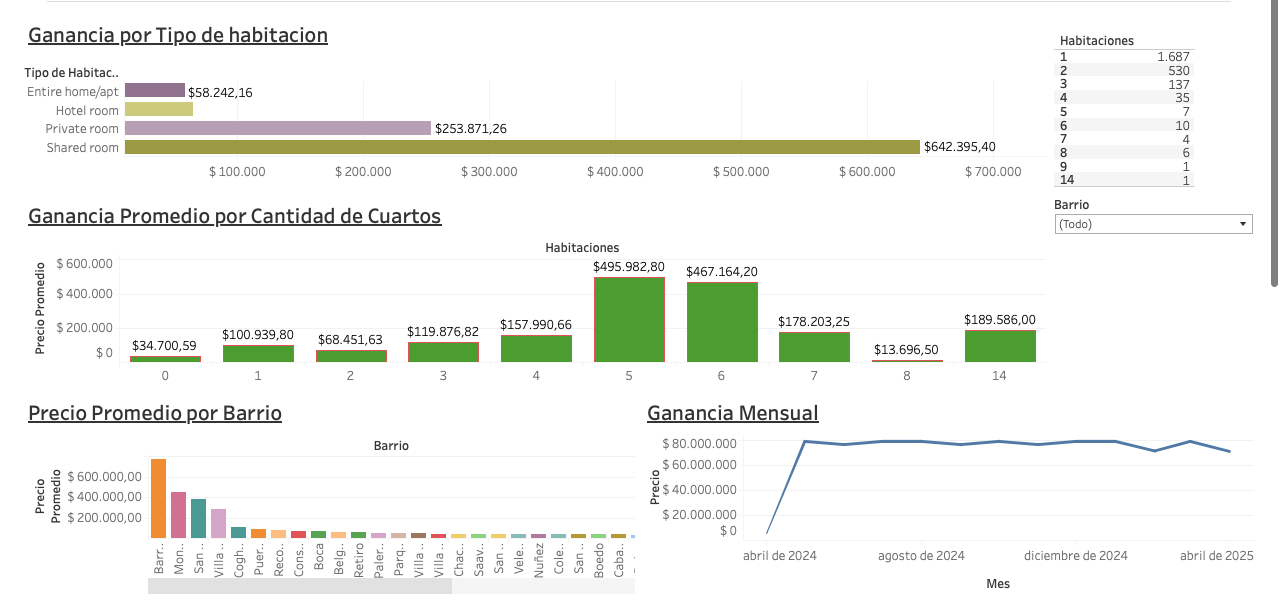 Ganancia por Tipo de habitacion
Tipo de Habitac..
Entire home/apt $58.242,16
Hotel room
Private room $253.871,26
Shared room $642.395,40
$ 100.000 $ 200.000 $ 300.000 $ 400.000 $ 500.000 $ 600.000 $ 700.000
Habitaciones
1 1.687
2 530
3 137
4 35
5 7
6 10
7 4
8 6
9 1
14 1
Barrio
(Todo)
Ganancia Promedio por Cantidad de Cuartos
Habitaciones
Precio Promedio
$ 600.000
$ 400.000
$ 200.000
$ 0
$34.700,59 $100.939,80 $68.451,63 $119.876,82 $157.990,66 $495.982,80 $467.164,20 $178.203,25 $13.696,50 $189.586,00
0 1 2 3 4 5 6 7 8 14
Precio Promedio por Barrio
Barrio
Precio
Promedio
$ 600.000,00
$ 400.000,00
$ 200.000,00
Barr..
Mon..
San ..
Villa ..
Cogh..
Puer..
Reco..
Cons..
Boca
Belg..
Retiro
Paler..
Parq..
Villa ..
Villa ..
Chac..
Saav..
San ..
Vele..
Nuñez
Cole..
San ..
Boedo
Caba..
Ganancia Mensual
Precio
$ 80.000.000
$ 60.000.000
$ 40.000.000
$ 20.000.000
$ 0
abril de 2024 agosto de 2024 diciembre de 2024 abril de 2025
Mes